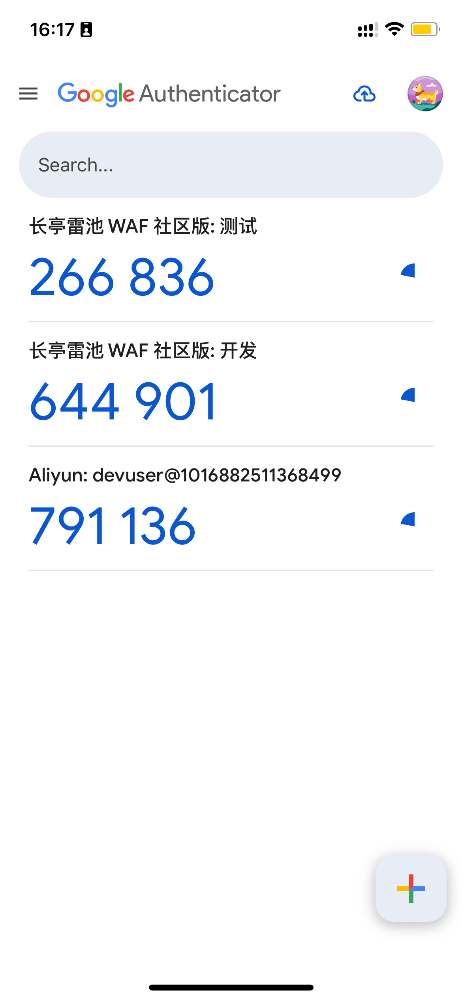 16:17
Google Authenticator
Search...
长亭雷池 WAF 社区版: 测试
266 836
长亭雷池 WAF 社区版: 开发
644 901
Aliyun: devuser@1016882511368499
791 136